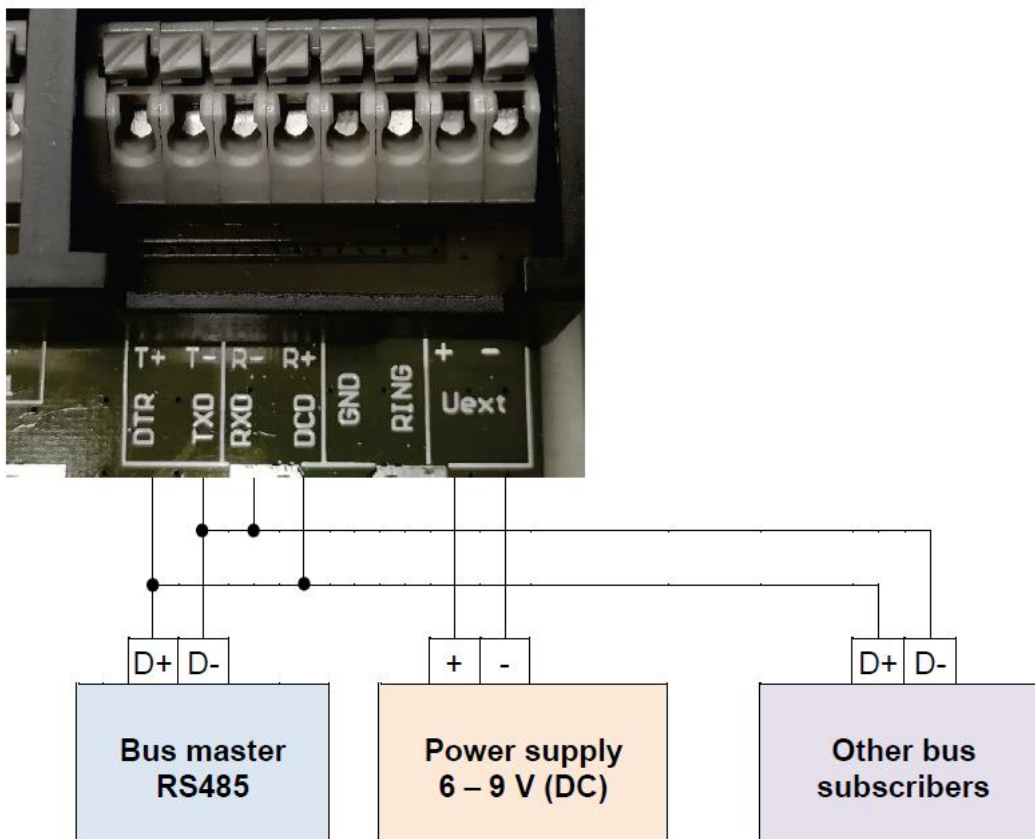 T+ T- R- R+ + -
DTR TXD RXD DCD GND RING Uext
D+ D- + - D+ D-
Bus master
RS485
Power supply
6 – 9 V (DC)
Other bus
subscribers